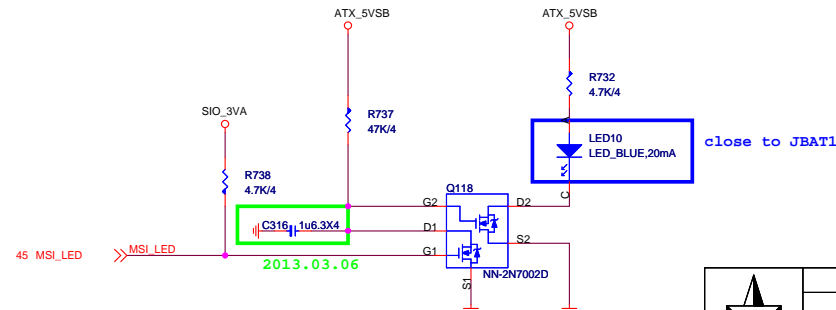 ATX_5VSB
ATX_5VSB
R732
4.7K/4
SIO_3VA
R737
47K/4
A
LED10
LED_BLUE,20mA
close to JBAT1
R738
4.7K/4
Q118
C
G2
D2
C316
1u6.3X4
D1
S2
45 MSI_LED
MSI_LED
G1
2013.03.06
NN-2N7002D
S1